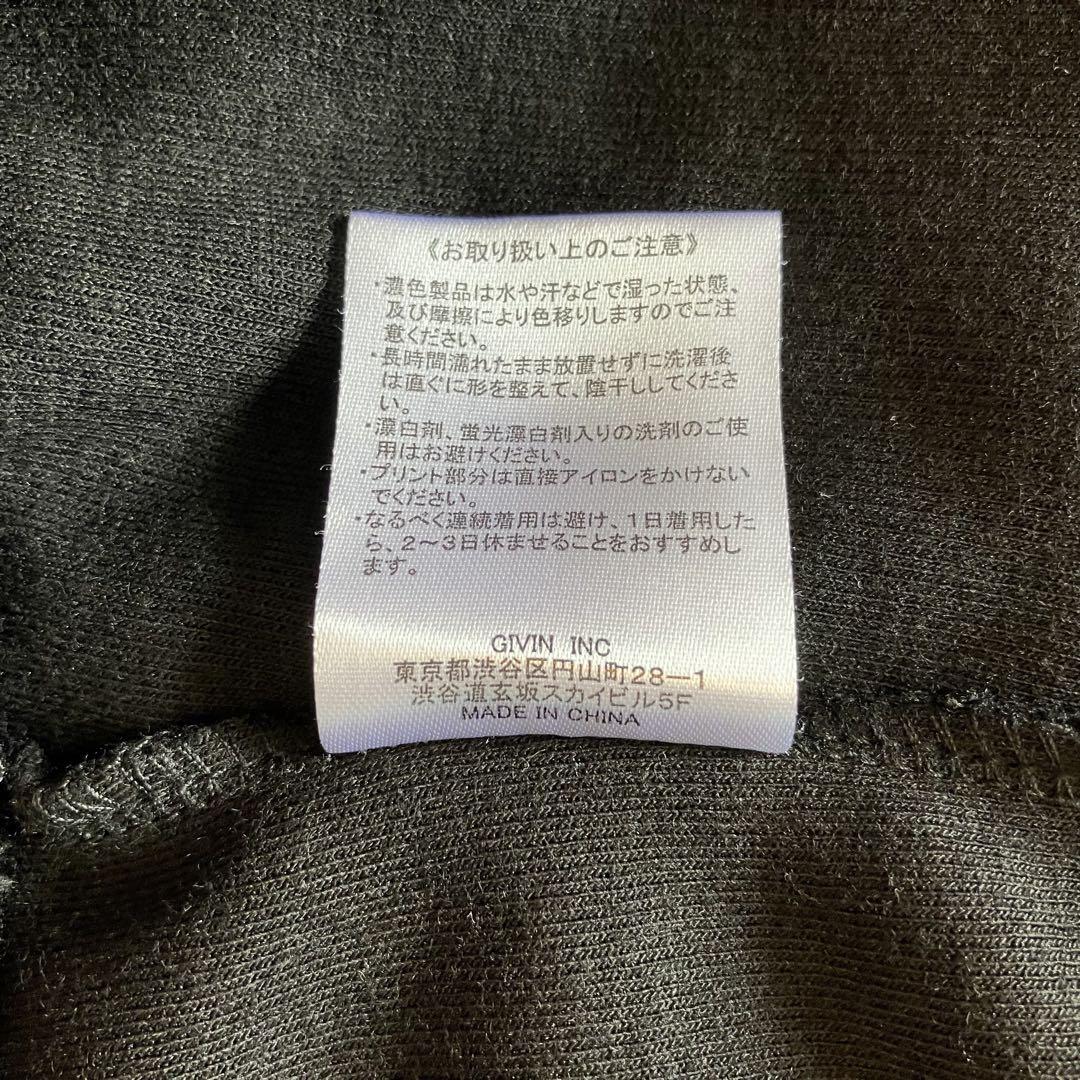 《お取り扱い上のご注意》
・濃色製品は水や汗などで湿った状態、
及び摩擦により色移りしますのでご注
意ください。
・長時間濡れたまま放置せずに洗濯後
は直ぐに形を整えて、陰干ししてくださ
い。
・漂白剤、蛍光漂白剤入りの洗剤のご使
用はお避けください。
・プリント部分は直接アイロンをかけない
でください。
・なるべく連続着用は避け、1日着用した
ら、2～3日休ませることをおすすめし
ます。
GIVIN INC
東京都渋谷区円山町28－1
渋谷道玄坂スカイビル5F
MADE IN CHINA